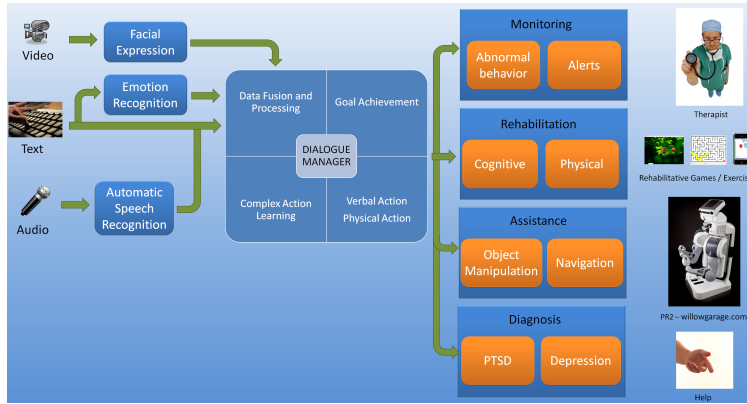 Video
Facial
Expression
Emotion
Recognition
Text
Automatic
Speech
Recognition
Audio
Data Fusion and
Processing
Goal Achievement
DIALOGUE
MANAGER
Complex Action
Learning
Verbal Action
Physical Action
Monitoring
Abnormal
behavior
Alerts
Rehabilitation
Cognitive
Physical
Assistance
Object
Manipulation
Navigation
Diagnosis
PTSD
Depression
Therapist
Rehabilitative Games / Exercis
PR2 – willowgarage.com
Help